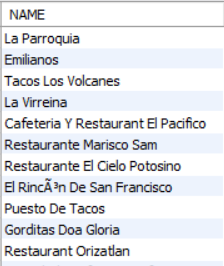 NAME
La Parroquia
Emilianos
Tacos Los Volcanes
La Virreina
Cafeteria Y Restaurant El Pacifico
Restaurante Marisco Sam
Restaurante El Cielo Potosino
El RincÃ³n De San Francisco
Puesto De Tacos
Gorditas Doa Gloria
Restaurant Orizatlan